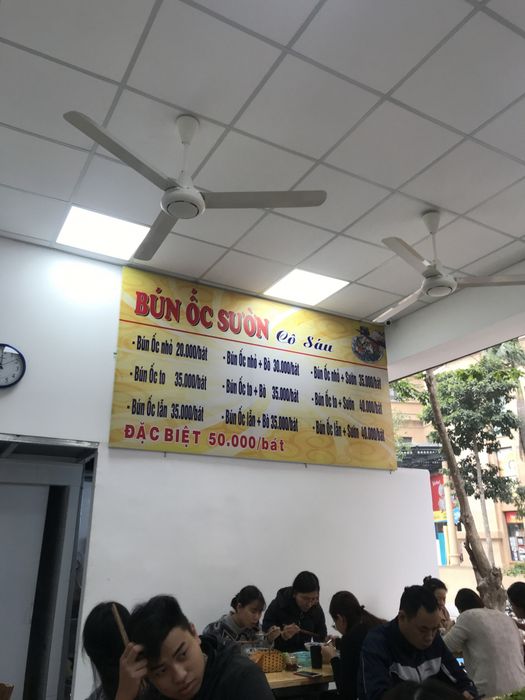 BÚN ỐC SƯỜN Cô Sáu
- Bún Ốc nhỏ 20.000/bát
- Bún Ốc to 35.000/bát
- Bún Ốc lẫn 35.000/bát
- Bún Ốc nhỏ + Bò 30.000/bát
- Bún Ốc to + Bò 35.000/bát
- Bún Ốc lẫn + Bò 35.000/bát
- Bún Ốc nhỏ + Sườn 35.000/bát
- Bún Ốc to + Sườn 40.000/bát
- Bún Ốc lẫn + Sườn 40.000/bát
ĐẶC BIỆT 50.000/bát